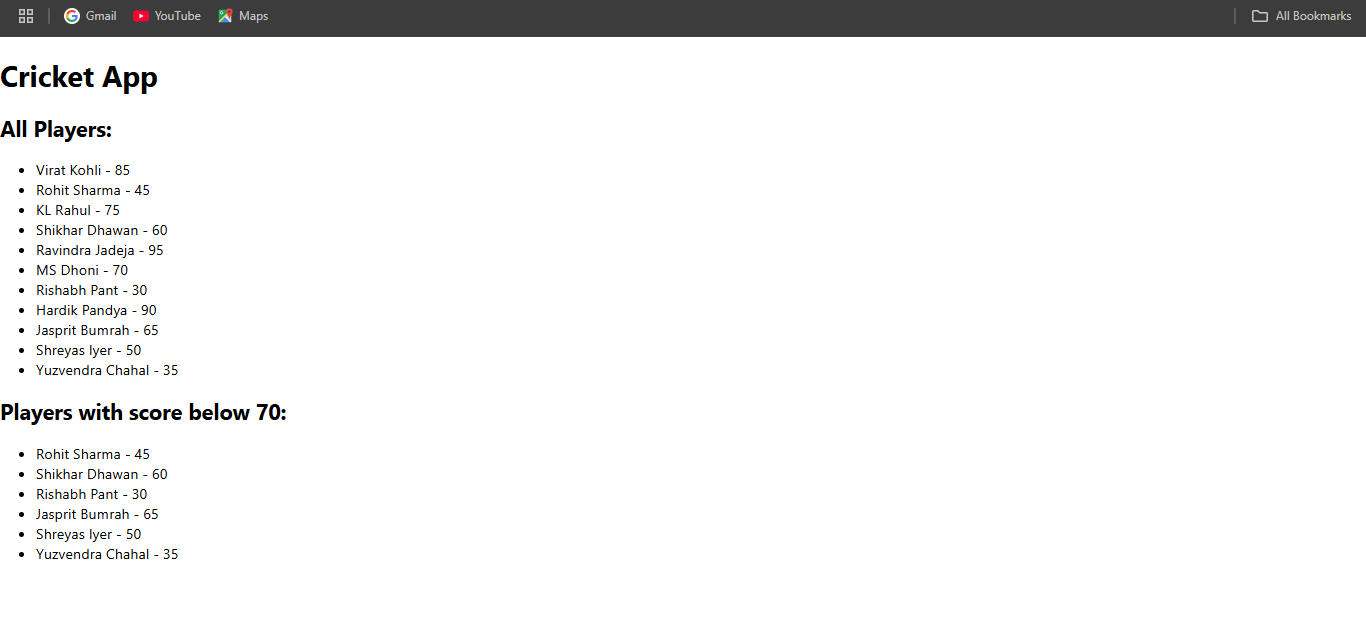 Gmail YouTube Maps All Bookmarks
Cricket App
All Players:
Virat Kohli - 85
Rohit Sharma - 45
KL Rahul - 75
Shikhar Dhawan - 60
Ravindra Jadeja - 95
MS Dhoni - 70
Rishabh Pant - 30
Hardik Pandya - 90
Jasprit Bumrah - 65
Shreyas Iyer - 50
Yuzvendra Chahal - 35
Players with score below 70:
Rohit Sharma - 45
Shikhar Dhawan - 60
Rishabh Pant - 30
Jasprit Bumrah - 65
Shreyas Iyer - 50
Yuzvendra Chahal - 35